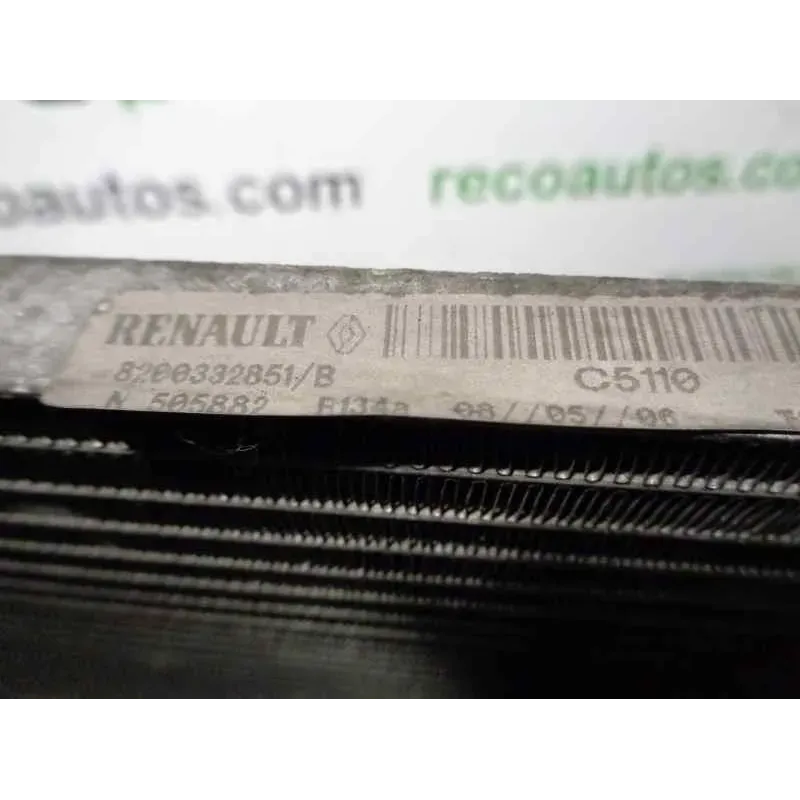 oautos.com
recoautos.co
RENAULT
8200332851/B
C5110
N 505882 R134a 08//05//06